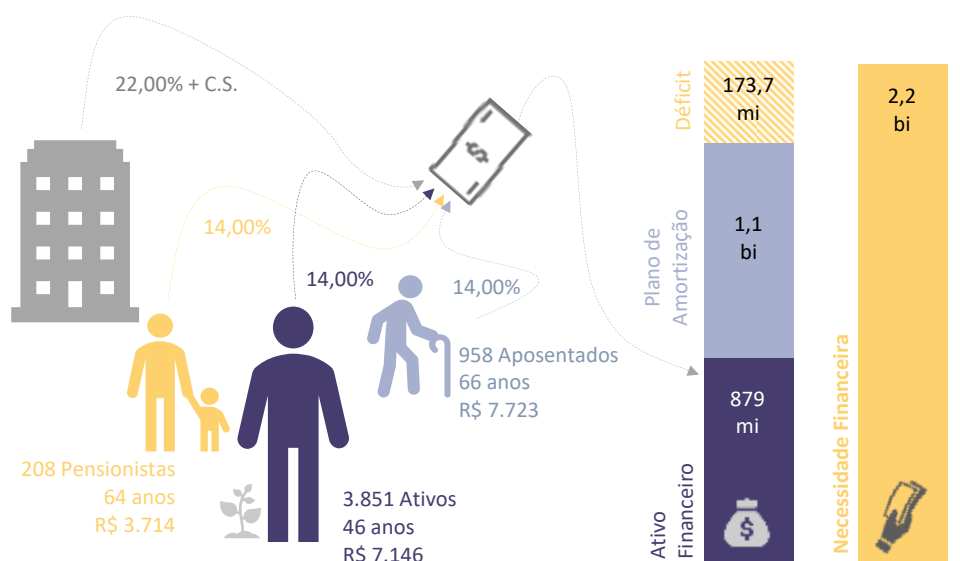 22,00% + C.S.
14,00%
14,00%
14,00%
208 Pensionistas
64 anos
R$ 3.714
3.851 Ativos
46 anos
R$ 7.146
958 Aposentados
66 anos
R$ 7.723
$
Déficit
173,7
mi
Plano de
Amortização
1,1
bi
Ativo
Financeiro
879
mi
$
Necessidade Financeira
2,2
bi